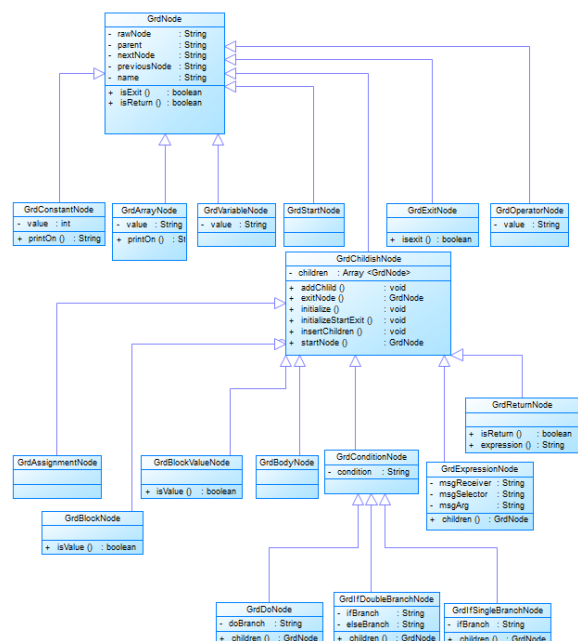 GrdNode
- rawNode : String
- parent : String
- nextNode : String
- previousNode : String
- name : String
+ isExit () : boolean
+ isReturn () : boolean
GrdConstantNode
- value : int
+ printOn () : String
GrdArrayNode
- value : String
+ printOn () : St
GrdVariableNode
- value : String
GrdStartNode
GrdExitNode
+ isexit () : boolean
GrdOperatorNode
- value : String
GrdChildishNode
- children : Array <GrdNode>
+ addChlild () : void
+ exitNode () : GrdNode
+ initialize () : void
+ initializeStartExit () : void
+ insertChildren () : void
+ startNode () : GrdNode
GrdAssignmentNode
GrdBlockNode
+ isValue () : boolean
GrdBlockValueNode
+ isValue () : boolean
GrdBodyNode
GrdConditionNode
- condition : String
GrdExpressionNode
- msgReceiver : String
- msgSelector : String
- msgArg : String
+ children () : GrdNode
GrdReturnNode
+ isReturn () : boolean
+ expression () : String
GrdDoNode
- doBranch : String
+ children () : GrdNode
GrdIfDoubleBranchNode
- ifBranch : String
- elseBranch : String
+ children () : GrdNode
GrdIfSingleBranchNode
- ifBranch : String
+ children () : GrdNode